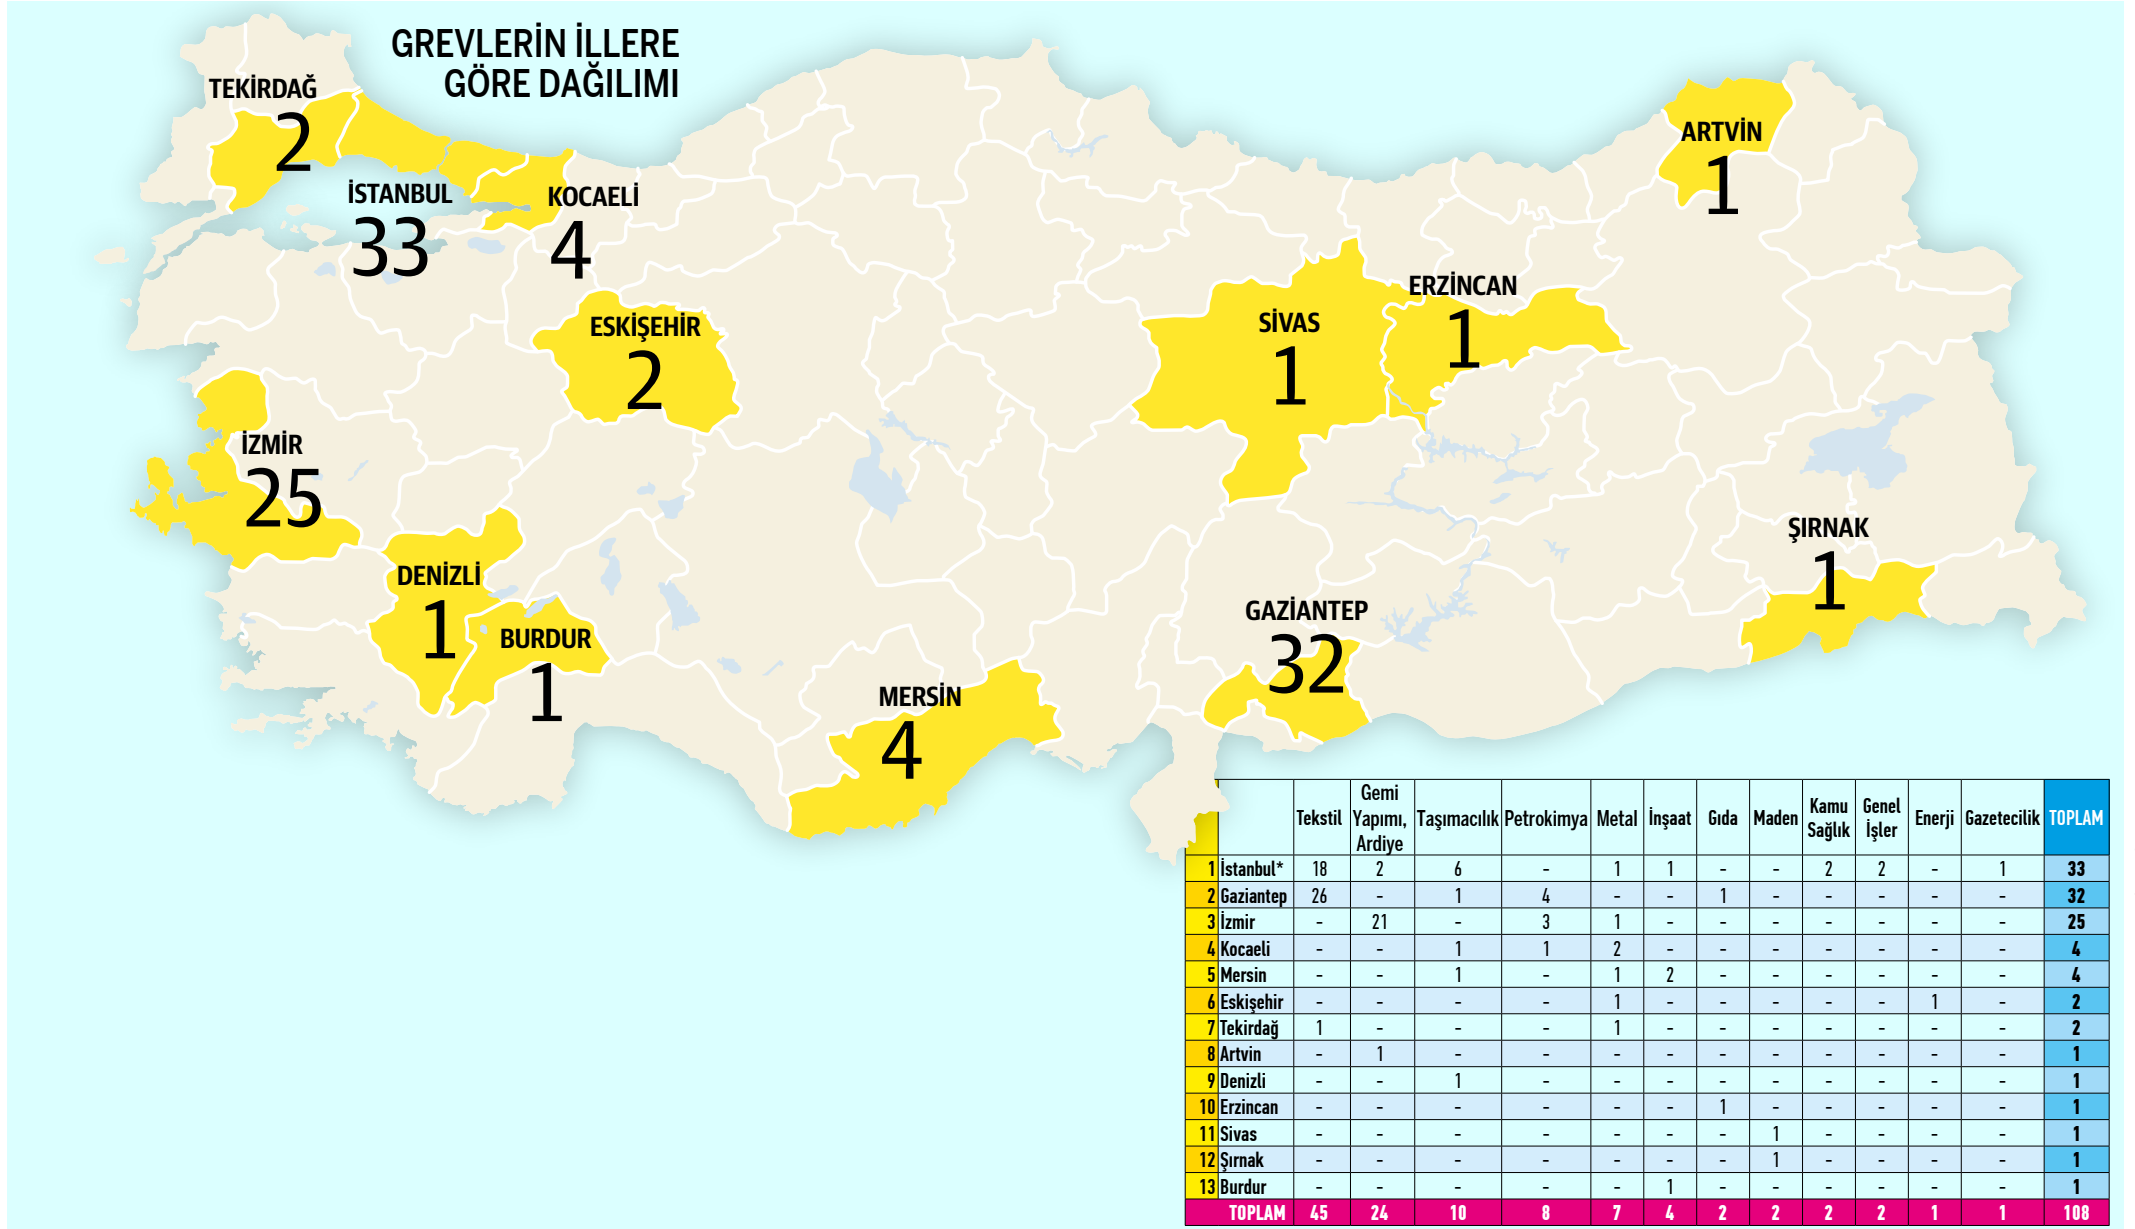 GREVLERİN İLLERE
GÖRE DAĞILIMI
TEKİRDAĞ
2
İSTANBUL
33
KOCAELİ
4
ARTVİN
1
ESKİŞEHİR
2
SİVAS
1
ERZİNCAN
1
İZMİR
25
DENİZLİ
1
BURDUR
1
MERSİN
4
GAZİANTEP
32
ŞIRNAK
1
Tekstil Gemi Yapımı, Ardiye Taşımacılık Petrokimya Metal İnşaat Gıda Maden Kamu Sağlık Genel İşler Enerji Gazetecilik TOPLAM
1 İstanbul* 18 2 6 - 1 1 - - 2 2 - 1 33
2 Gaziantep 26 - 1 4 - - 1 - - - - - 32
3 İzmir - 21 - 3 1 - - - - - - - 25
4 Kocaeli - - 1 1 2 - - - - - - - 4
5 Mersin - - 1 - 1 2 - - - - - - 4
6 Eskişehir - - - - 1 - - - - - 1 - 2
7 Tekirdağ 1 - - - 1 - - - - - - - 2
8 Artvin - 1 - - - - - - - - - - 1
9 Denizli - - 1 - - - - - - - - - 1
10 Erzincan - - - - - - 1 - - - - - 1
11 Sivas - - - - - - - 1 - - - - 1
12 Şırnak - - - - - - - 1 - - - - 1
13 Burdur - - - - - 1 - - - - - - 1
TOPLAM 45 24 10 8 7 4 2 2 2 2 1 1 108